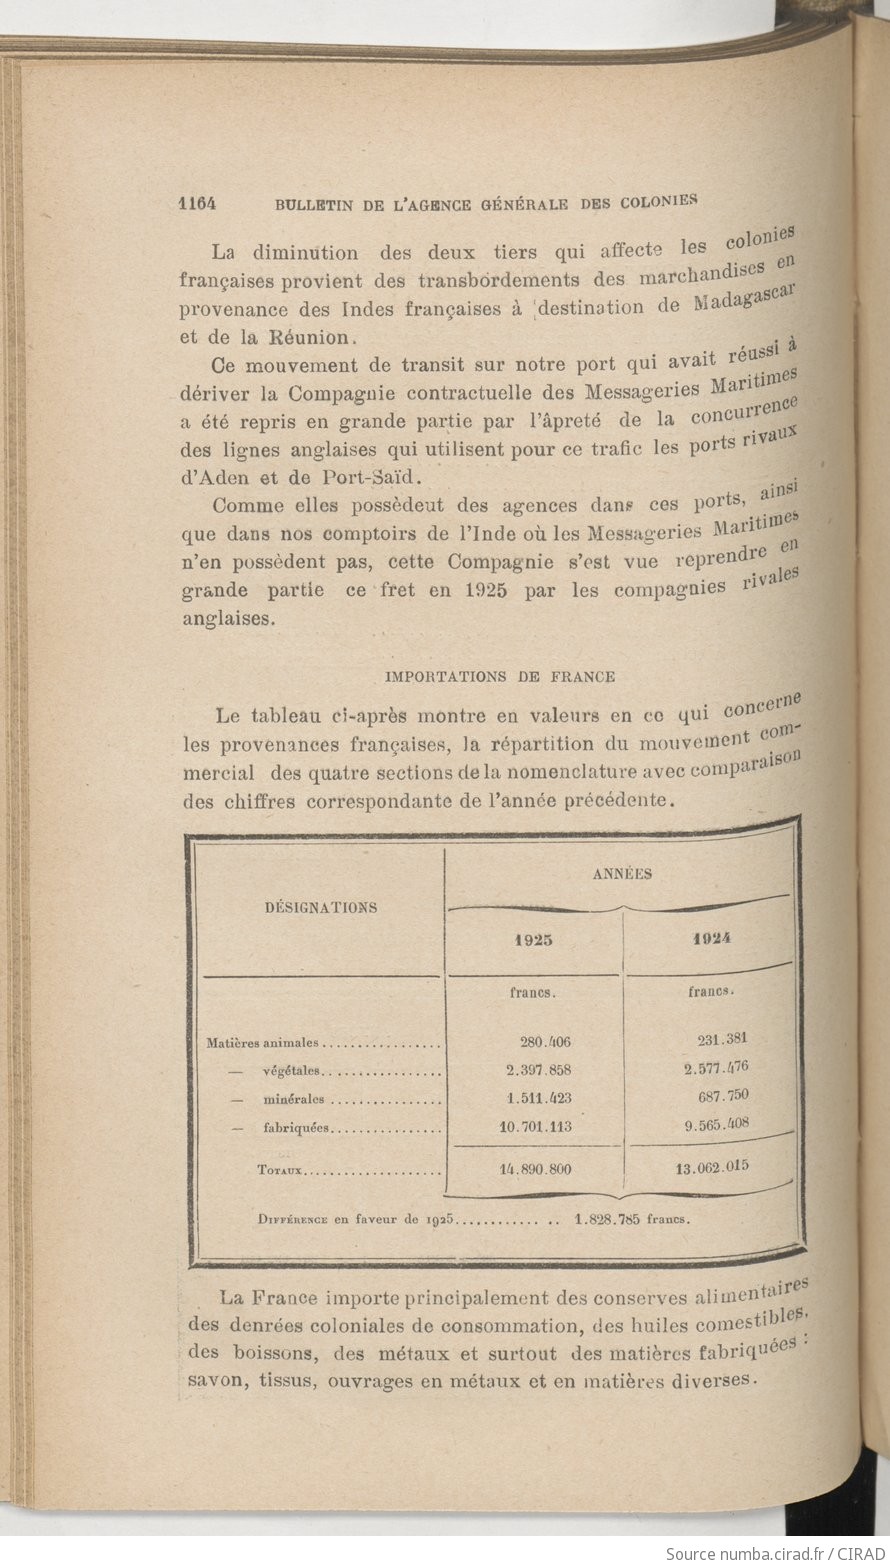 1164 BULLETIN DE L'AGENCE GÉNÉRALE DES COLONIES
La diminution des deux tiers qui affecte les colonies
françaises provient des transbordements des marchandises en
provenance des Indes françaises à destination de Madagascar
et de la Réunion.
Ce mouvement de transit sur notre port qui avait réussi à
dériver la Compagnie contractuelle des Messageries Maritimes
a été repris en grande partie par l'âpreté de la concurrence
des lignes anglaises qui utilisent pour ce trafic les ports rivaux
d'Aden et de Port-Saïd.
Comme elles possèdent des agences dans ces ports, ainsi
que dans nos comptoirs de l'Inde où les Messageries Maritimes
n'en possèdent pas, cette Compagnie s'est vue reprendre en
grande partie ce fret en 1925 par les compagnies rivales
anglaises.
IMPORTATIONS DE FRANCE
Le tableau ci-après montre en valeurs en ce qui concerne
les provenances françaises, la répartition du mouvement com-
mercial des quatre sections de la nomenclature avec comparaison
des chiffres correspondants de l'année précédente.
DÉSIGNATIONS
ANNÉES
1925 1924
francs. francs.
Matières animales ................. 280.406 231.381
— végétales................. 2.397.858 2.577.476
— minérales ................ 1.511.423 687.750
— fabriquées................ 10.701.113 9.565.408
TOTAUX.................... 14.890.800 13.062.015
DIFFÉRENCE en faveur de 1925............ .. 1.828.785 francs.
La France importe principalement des conserves alimentaires
des denrées coloniales de consommation, des huiles comestibles,
des boissons, des métaux et surtout des matières fabriquées :
savon, tissus, ouvrages en métaux et en matières diverses.
Source numba.cirad.fr / CIRAD